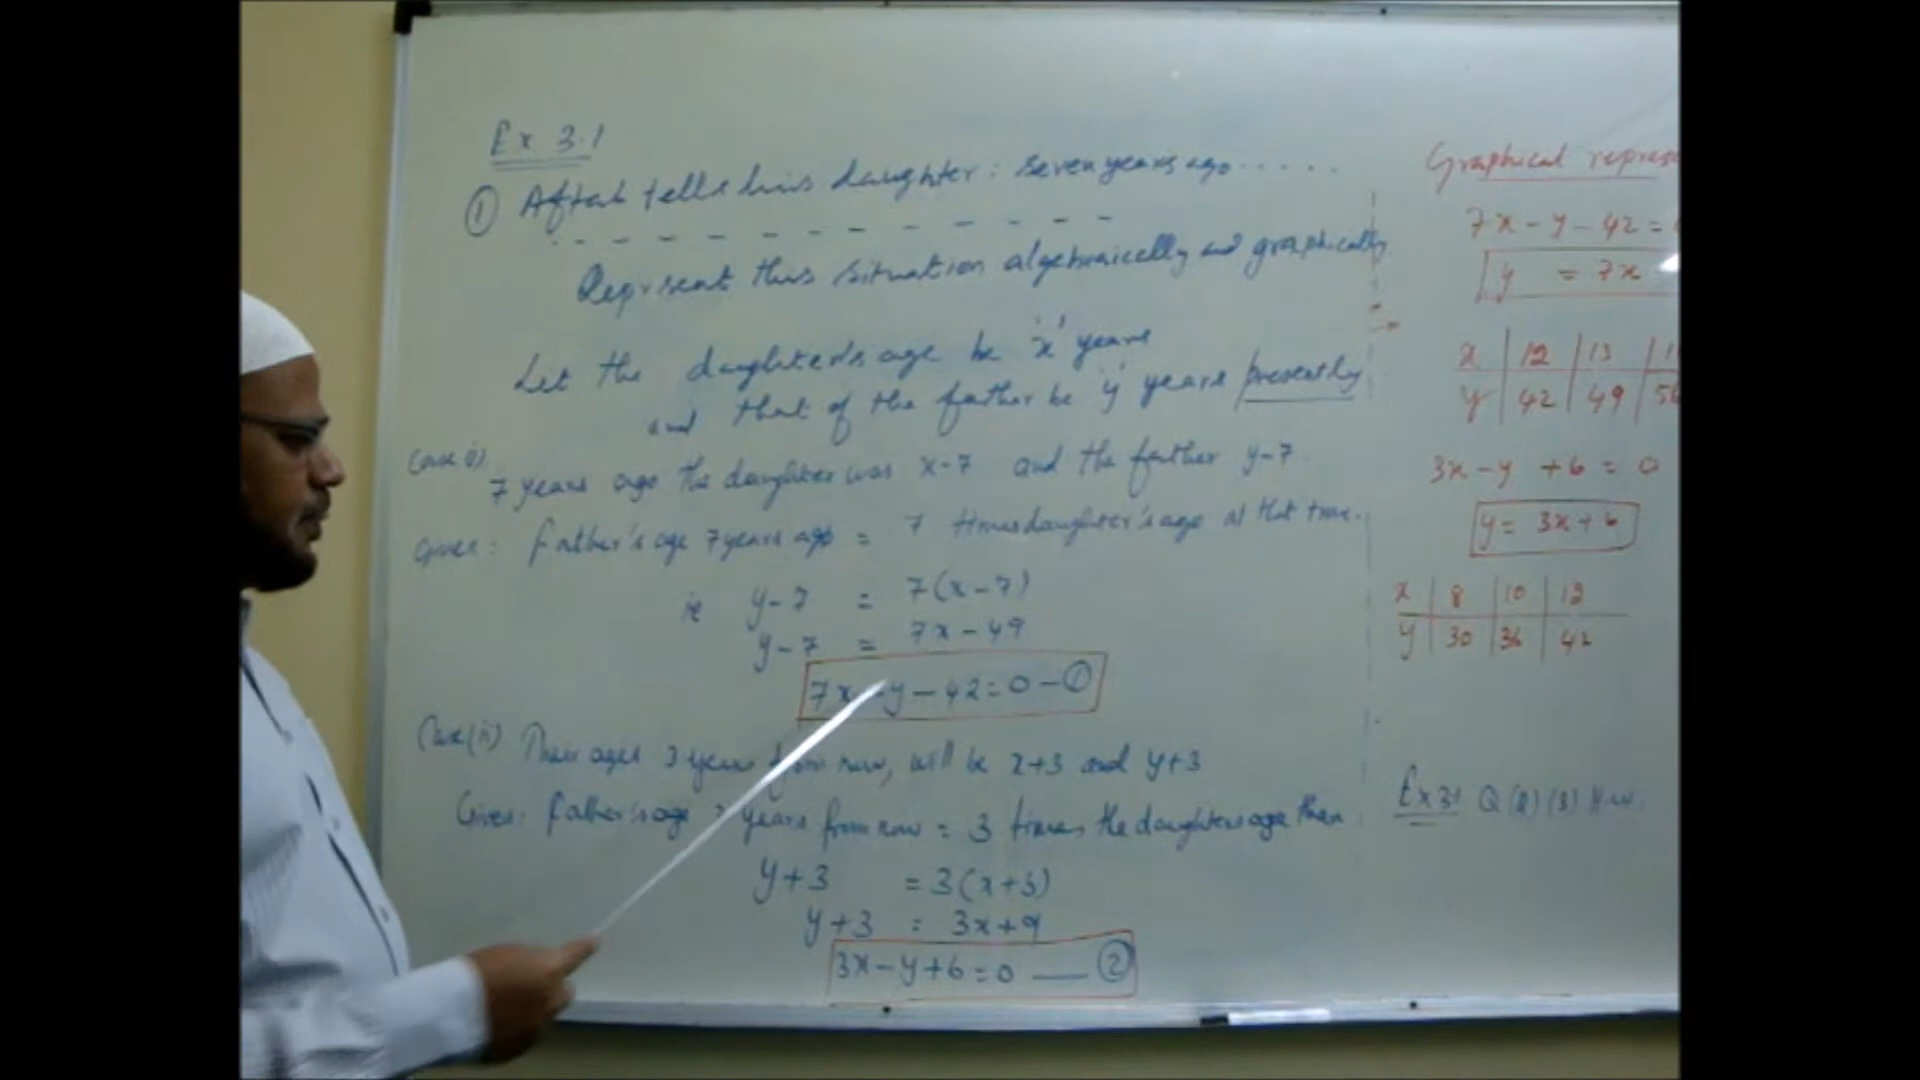 Ex 3.1
① Aftab tells his daughter: seven years ago .....
- - - - - - - - - - - -
Represent this situation algebraically and graphically
Let the daughter's age be 'x' years
and that of the father be 'y' years presently
Case i)
7 years ago the daughter was x-7 and the father y-7
Given: Father's age 7 years ago = 7 times daughter's age at that time.
ie y-7 = 7(x-7)
y-7 = 7x-49
7x-y-42=0 - ①
Case (ii) Their ages 3 years from now, will be x+3 and y+3
Given: Father's age years from now = 3 times the daughter's age then
y+3 = 3(x+3)
y+3 = 3x+9
3x-y+6=0 — ②
Graphical repres
7x-y-42=
y = 7x
x | 12 | 13 | 1
y | 42 | 49 | 56
3x-y+6=0
y = 3x+6
x | 8 | 10 | 12
y | 30 | 36 | 42
Ex 3.1 Q (2) (3) H.w.